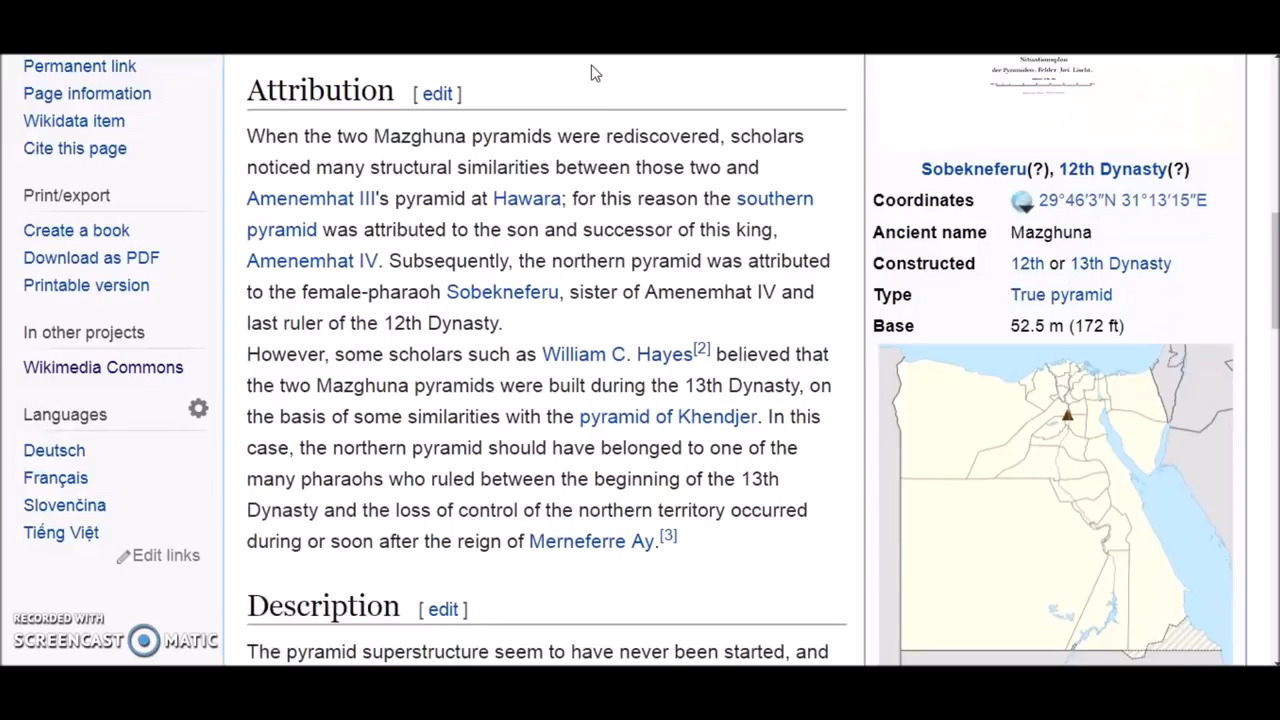 Permanent link
Page information
Wikidata item
Cite this page
Print/export
Create a book
Download as PDF
Printable version
In other projects
Wikimedia Commons
Languages
Deutsch
Français
Slovenčina
Tiếng Việt
Edit links
RECORDED WITH
SCREENCAST MATIC
Attribution [ edit ]
When the two Mazghuna pyramids were rediscovered, scholars
noticed many structural similarities between those two and
Amenemhat III's pyramid at Hawara; for this reason the southern
pyramid was attributed to the son and successor of this king,
Amenemhat IV. Subsequently, the northern pyramid was attributed
to the female-pharaoh Sobekneferu, sister of Amenemhat IV and
last ruler of the 12th Dynasty.
However, some scholars such as William C. Hayes[2] believed that
the two Mazghuna pyramids were built during the 13th Dynasty, on
the basis of some similarities with the pyramid of Khendjer. In this
case, the northern pyramid should have belonged to one of the
many pharaohs who ruled between the beginning of the 13th
Dynasty and the loss of control of the northern territory occurred
during or soon after the reign of Merneferre Ay.[3]
Description [ edit ]
The pyramid superstructure seem to have never been started, and
Situationsplan
der Pyramiden-Felder bei Lischt.
Sobekneferu(?), 12th Dynasty(?)
Coordinates 29°46′3″N 31°13′15″E
Ancient name Mazghuna
Constructed 12th or 13th Dynasty
Type True pyramid
Base 52.5 m (172 ft)